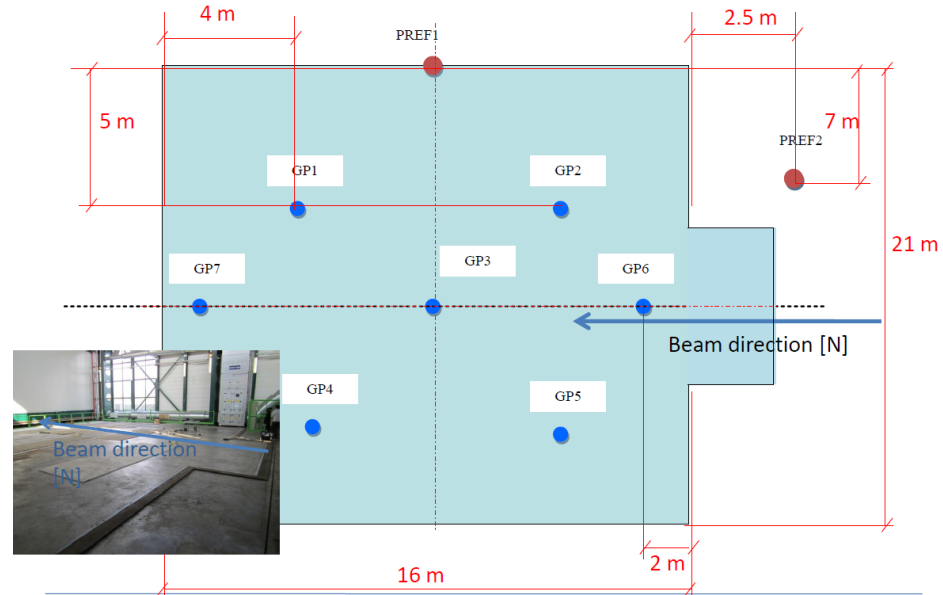 4 m
PREF1
2.5 m
5 m
7 m
PREF2
GP1
GP2
21 m
GP7
GP3
GP6
Beam direction [N]
GP4
GP5
Beam direction
[N]
2 m
16 m